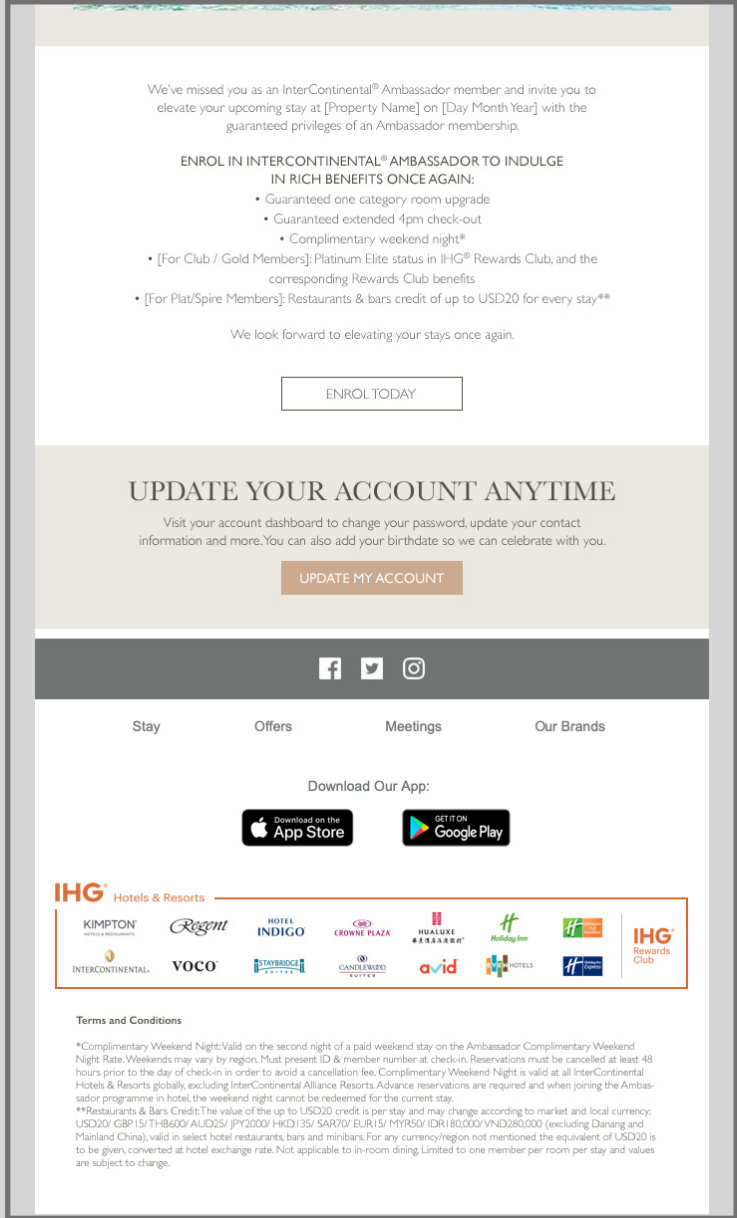 We've missed you as an InterContinental® Ambassador member and invite you to
elevate your upcoming stay at [Property Name] on [Day Month Year] with the
guaranteed privileges of an Ambassador membership.
ENROL IN INTERCONTINENTAL® AMBASSADOR TO INDULGE
IN RICH BENEFITS ONCE AGAIN:
• Guaranteed one category room upgrade
• Guaranteed extended 4pm check-out
• Complimentary weekend night*
• [For Club / Gold Members]: Platinum Elite status in IHG® Rewards Club, and the
corresponding Rewards Club benefits
• [For Plat/Spire Members]: Restaurants & bars credit of up to USD20 for every stay**
We look forward to elevating your stays once again.
ENROL TODAY
UPDATE YOUR ACCOUNT ANYTIME
Visit your account dashboard to change your password, update your contact
information and more. You can also add your birthdate so we can celebrate with you.
UPDATE MY ACCOUNT
Stay Offers Meetings Our Brands
Download Our App:
Download on the
App Store
GET IT ON
Google Play
IHG® Hotels & Resorts
KIMPTON®
HOTELS & RESTAURANTS
Regent
HOTEL
INDIGO
CROWNE PLAZA
HUALUXE
Holiday Inn
INTERCONTINENTAL®
VOCO™
STAYBRIDGE
SUITES
CANDLEWOOD
SUITES
avid
EVEN HOTELS
Holiday Inn
Express
IHG®
Rewards
Club
Terms and Conditions
*Complimentary Weekend Night: Valid on the second night of a paid weekend stay on the Ambassador Complimentary Weekend
Night Rate. Weekends may vary by region. Must present ID & member number at check-in. Reservations must be cancelled at least 48
hours prior to the day of check-in in order to avoid a cancellation fee. Complimentary Weekend Night is valid at all InterContinental
Hotels & Resorts globally, excluding InterContinental Alliance Resorts. Advance reservations are required and when joining the Ambas-
sador programme in hotel, the weekend night cannot be redeemed for the current stay.
**Restaurants & Bars Credit: The value of the up to USD20 credit is per stay and may change according to market and local currency:
USD20/ GBP15/ THB600/ AUD25/ JPY2000/ HKD135/ SAR70/ EUR15/ MYR50/ IDR180,000/ VND280,000 (excluding Danang and
Mainland China), valid in select hotel restaurants, bars and minibars. For any currency/region not mentioned the equivalent of USD20 is
to be given, converted at hotel exchange rate. Not applicable to in-room dining. Limited to one member per room per stay and values
are subject to change.